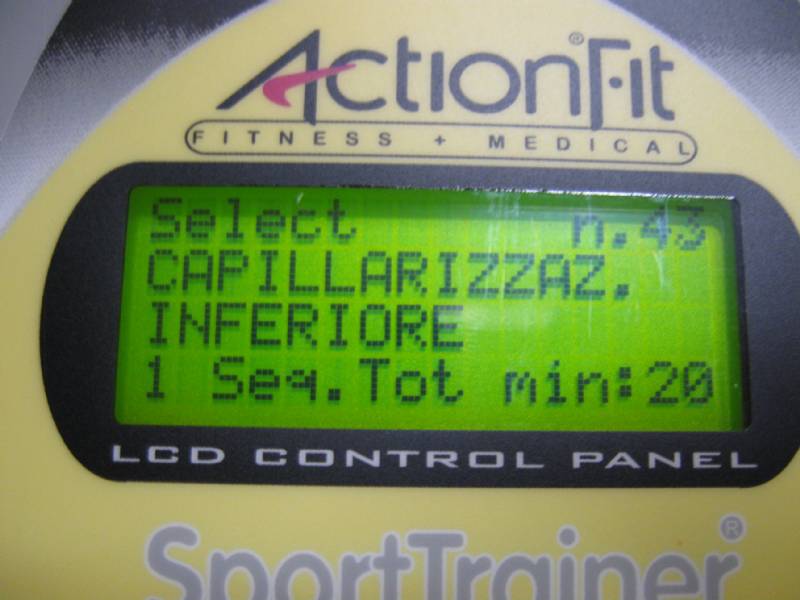 ActionFit®
FITNESS + MEDICAL
Select n.43
CAPILLARIZZAZ.
INFERIORE
1 Seq.Tot min:20
LCD CONTROL PANEL
SportTrainer®